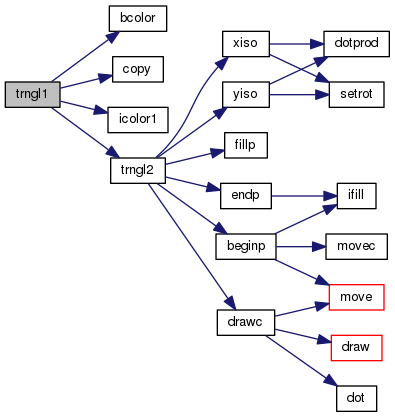 trngl1
bcolor
copy
icolor1
trngl2
xiso
yiso
fillp
endp
beginp
drawc
dotprod
setrot
ifill
movec
move
draw
dot